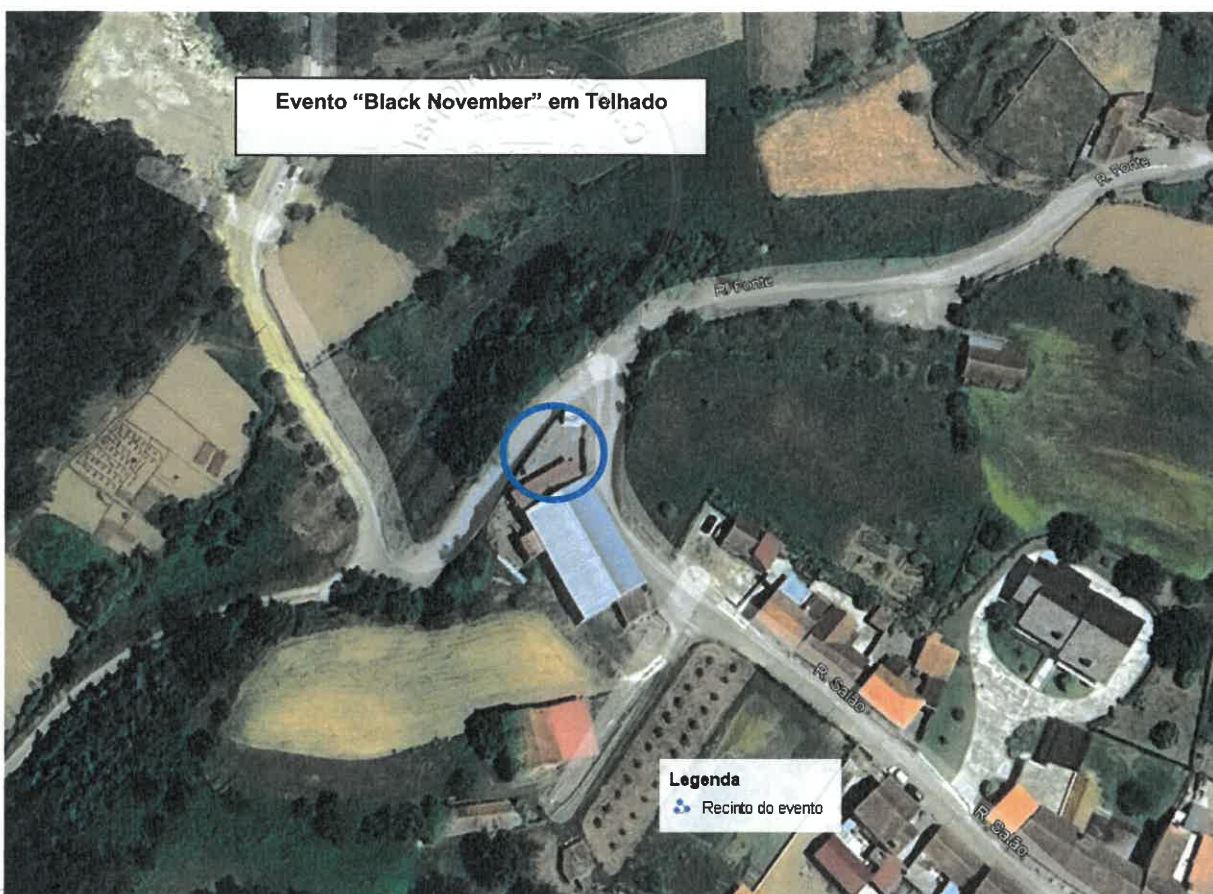 Evento “Black November” em Telhado
R. Fonte
R. Fonte
R. Salão
R. Salão
Legenda
Recinto do evento